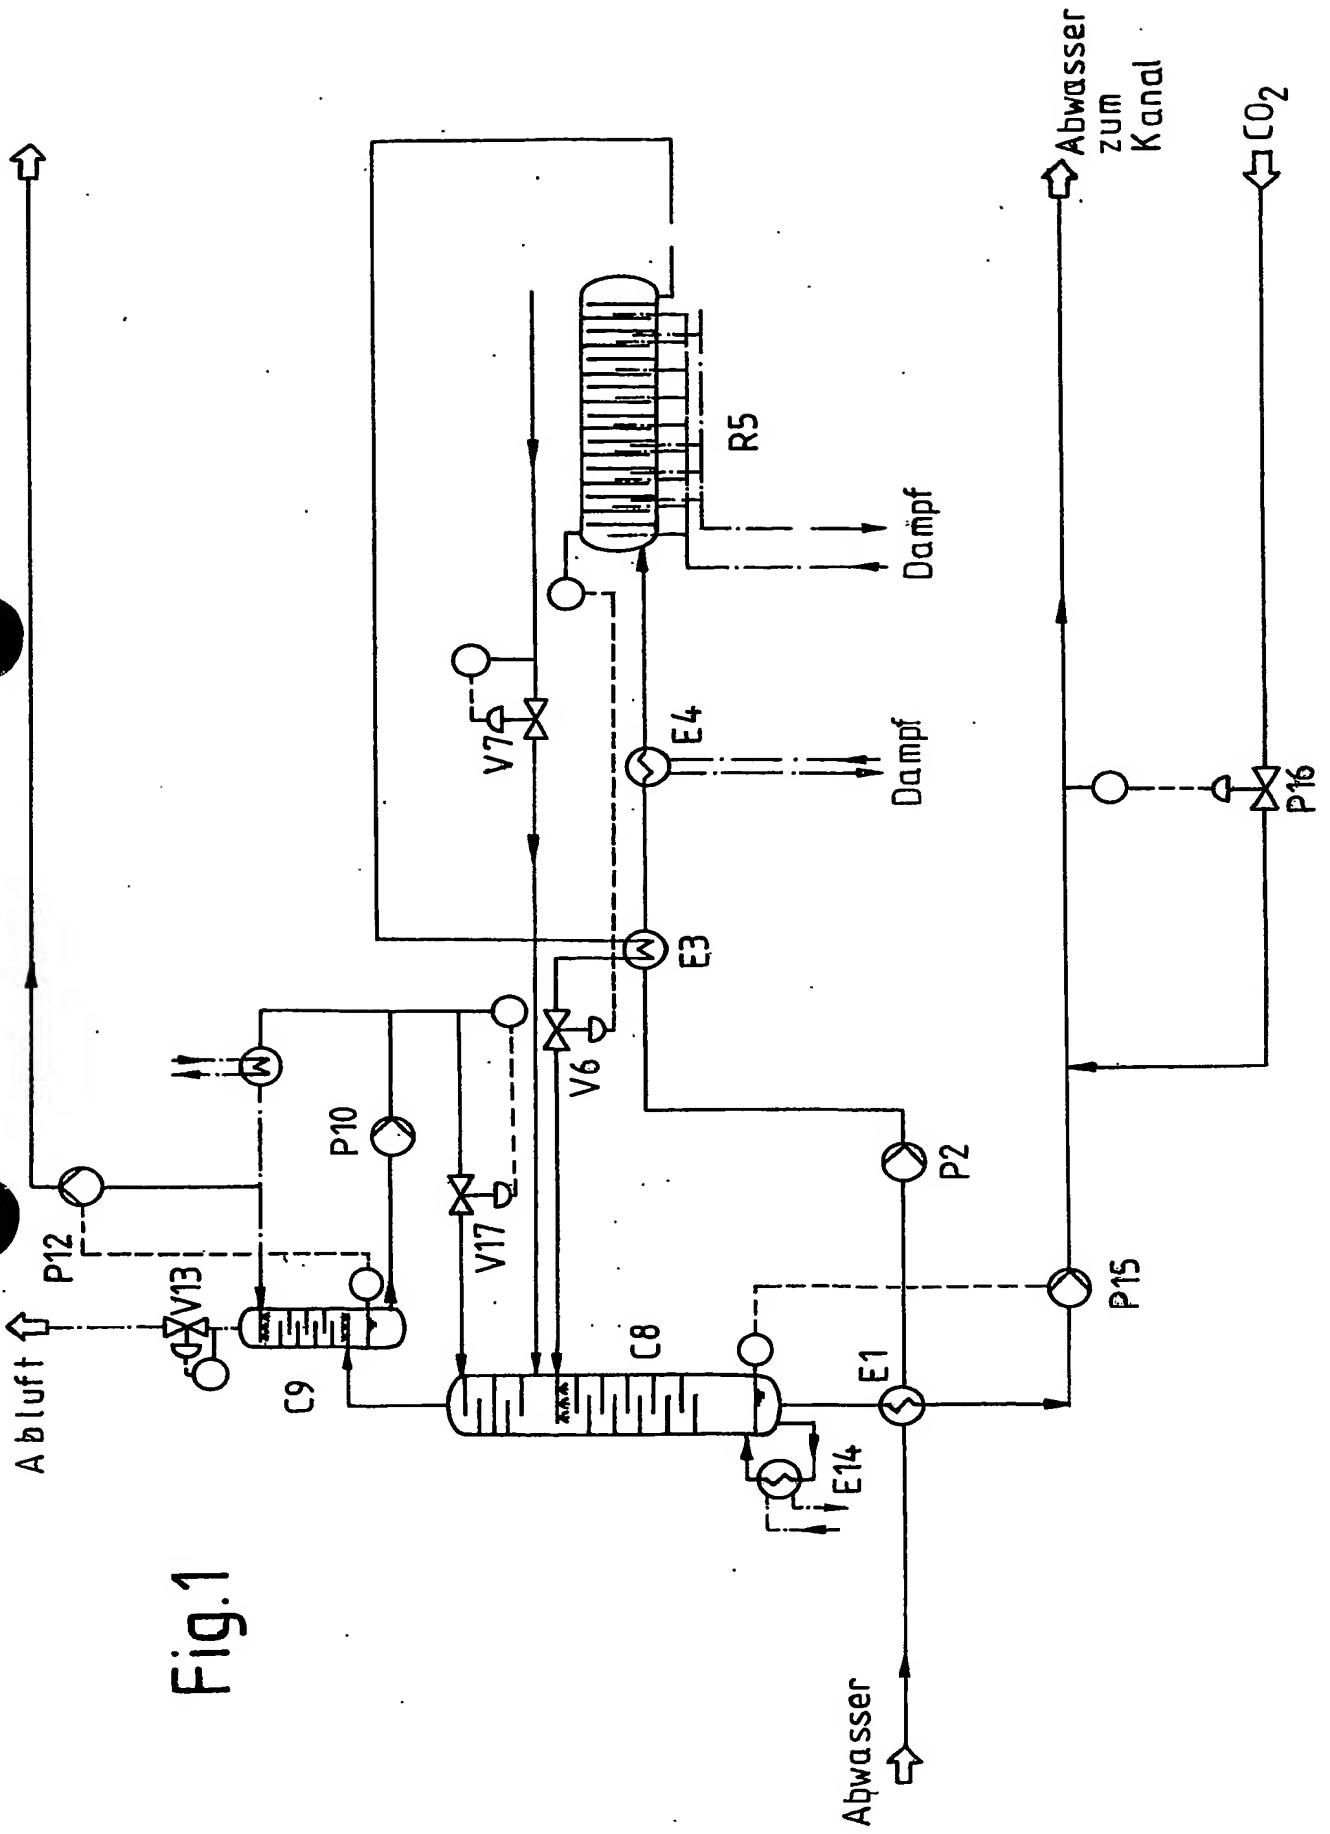 Fig.1
Abluft
P12
V13
C9
P10
V17
V7
V6
C8
E14
E1
P15
P2
E3
E4
R5
Dampf
Dampf
Abwasser
Abwasser
zum
Kanal
P16
CO₂